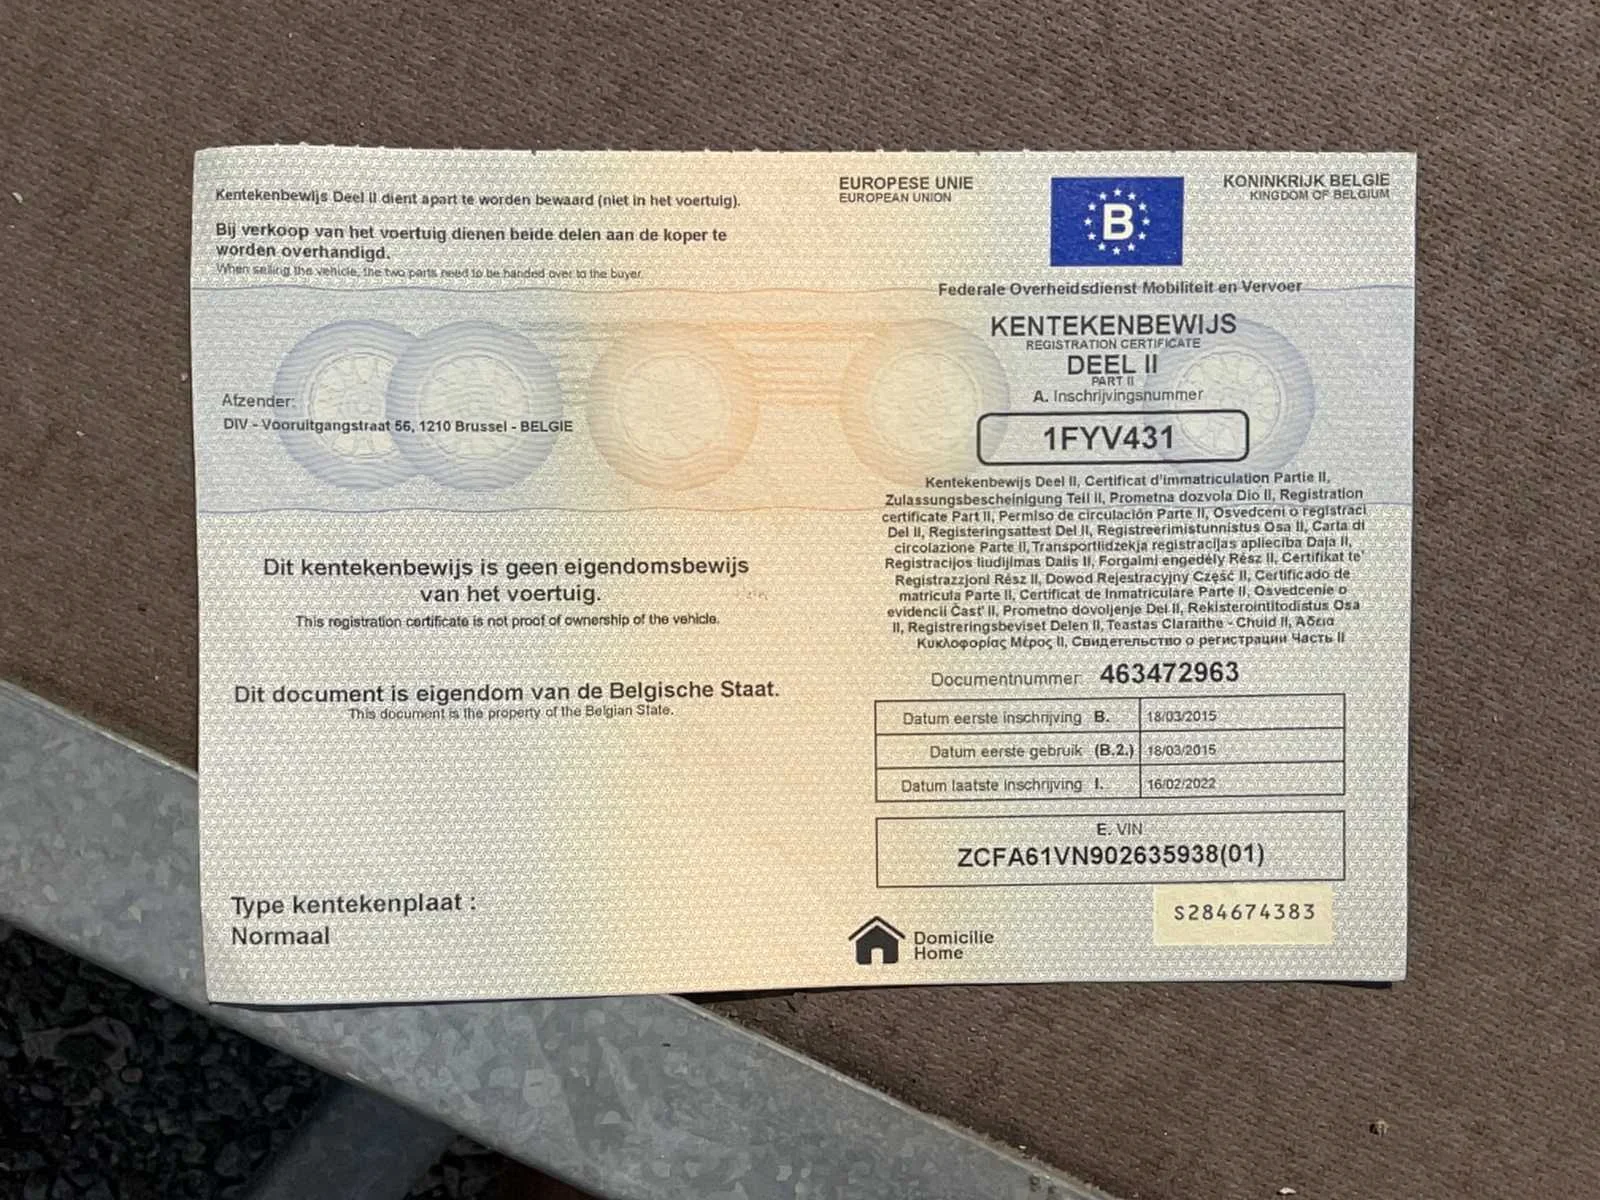 Kentekenbewijs Deel II dient apart te worden bewaard (niet in het voertuig).
Bij verkoop van het voertuig dienen beide delen aan de koper te
worden overhandigd.
When selling the vehicle, the two parts need to be handed over to the buyer.
Afzender:
DIV - Vooruitgangstraat 56, 1210 Brussel - BELGIE
Dit kentekenbewijs is geen eigendomsbewijs
van het voertuig.
This registration certificate is not proof of ownership of the vehicle.
Dit document is eigendom van de Belgische Staat.
This document is the property of the Belgian State.
Type kentekenplaat :
Normaal
EUROPESE UNIE
EUROPEAN UNION
B
KONINKRIJK BELGIE
KINGDOM OF BELGIUM
Federale Overheidsdienst Mobiliteit en Vervoer
KENTEKENBEWIJS
REGISTRATION CERTIFICATE
DEEL II
PART II
A. Inschrijvingsnummer
1FYV431
Kentekenbewijs Deel II, Certificat d'immatriculation Partie II,
Zulassungsbescheinigung Teil II, Prometna dozvola Dio II, Registration
certificate Part II, Permiso de circulación Parte II, Osvedceni o registraci
Del II, Registeringsattest Del II, Registreerimistunnistus Osa II, Carta di
circolazione Parte II, Transportlidzekja registracijas aplieciba Daļa II,
Registracijos liudijimas Dalis II, Forgalmi engedély Rész II, Certifikat te'
Registrazzjoni Rész II, Dowod Rejestracyjny Część II, Certificado de
matricula Parte II, Certificat de Inmatriculare Parte II, Osvedcenie o
evidencii Časť II, Prometno dovoljenje Del II, Rekisterointitodistus Osa
II, Registreringsbeviset Delen II, Teastas Claraithe - Chuid II, Άδεια
Κυκλοφορίας Μέρος II, Свидетельство о регистрации Часть II
Documentnummer: 463472963
Datum eerste inschrijving B. 18/03/2015
Datum eerste gebruik (B.2.) 18/03/2015
Datum laatste inschrijving I. 16/02/2022
E. VIN
ZCFA61VN902635938(01)
S284674383
Domicilie
Home